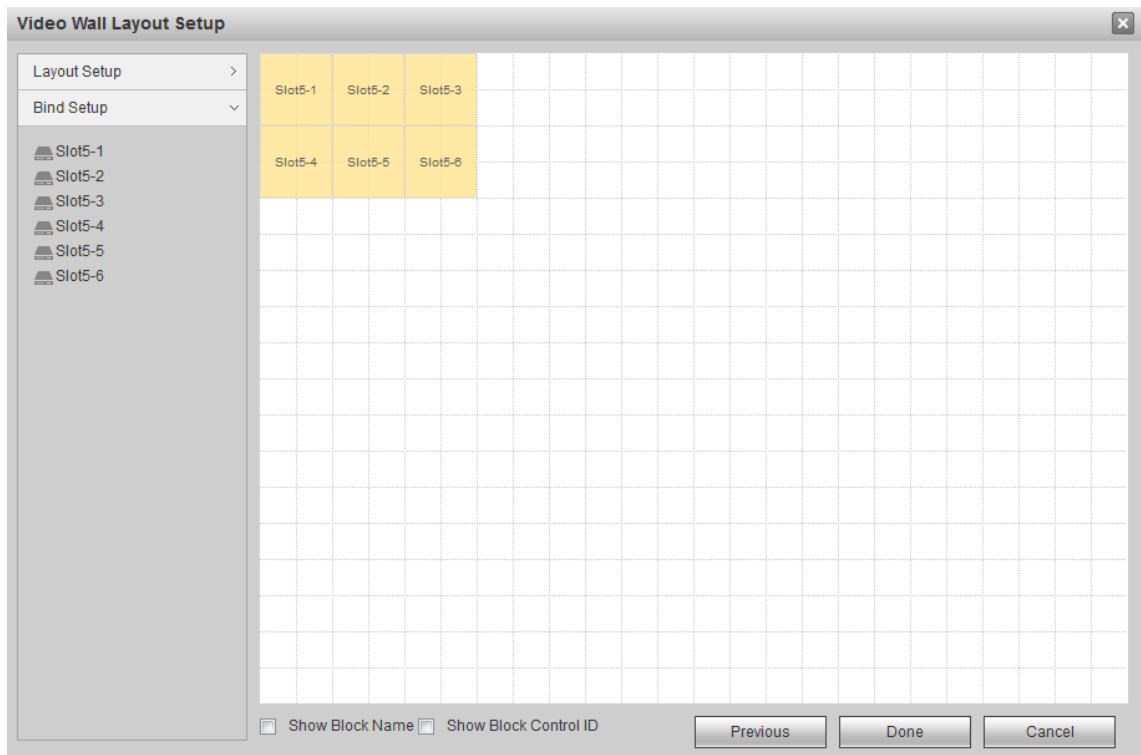 Video Wall Layout Setup
Layout Setup
Bind Setup
Slot5-1
Slot5-2
Slot5-3
Slot5-4
Slot5-5
Slot5-6
Slot5-1 Slot5-2 Slot5-3
Slot5-4 Slot5-5 Slot5-6
Show Block Name Show Block Control ID Previous Done Cancel